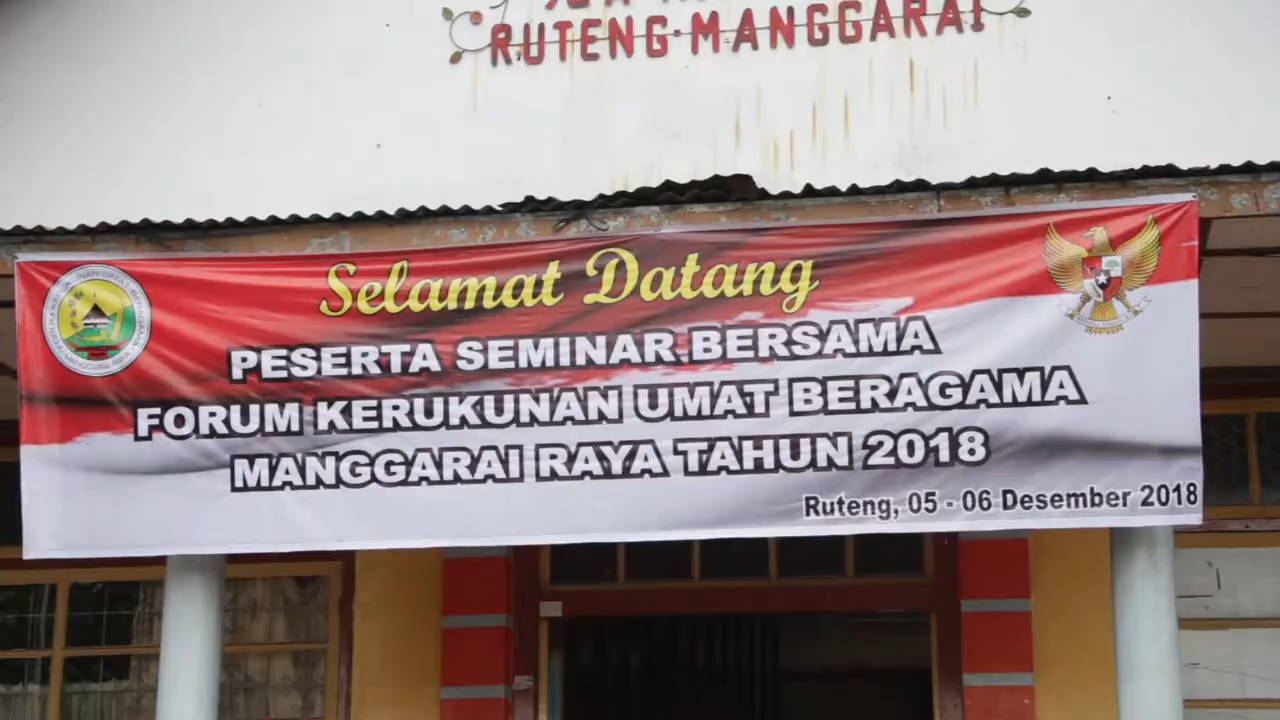 RUTENG-MANGGARAI
Selamat Datang
PESERTA SEMINAR BERSAMA
FORUM KERUKUNAN UMAT BERAGAMA
MANGGARAI RAYA TAHUN 2018
Ruteng, 05 - 06 Desember 2018